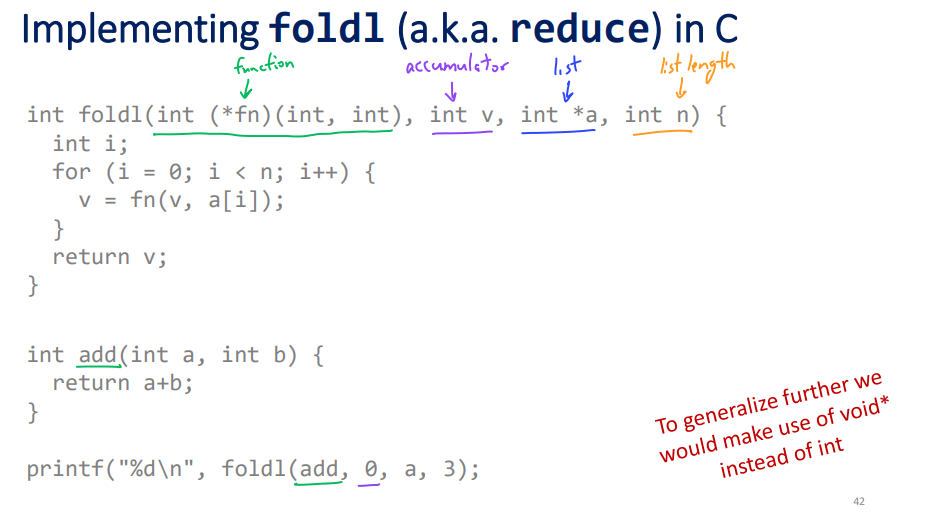 Implementing foldl (a.k.a. reduce) in C
function accumulator list list length
int foldl(int (*fn)(int, int), int v, int *a, int n) {
int i;
for (i = 0; i < n; i++) {
v = fn(v, a[i]);
}
return v;
}
int add(int a, int b) {
return a+b;
}
printf("%d\n", foldl(add, 0, a, 3);
To generalize further we
would make use of void*
instead of int
42